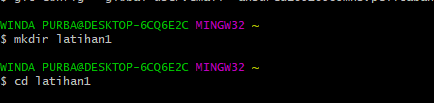 WINDA PURBA@DESKTOP-6CQ6E2C MINGW32 ~
$ mkdir latihan1
WINDA PURBA@DESKTOP-6CQ6E2C MINGW32 ~
$ cd latihan1